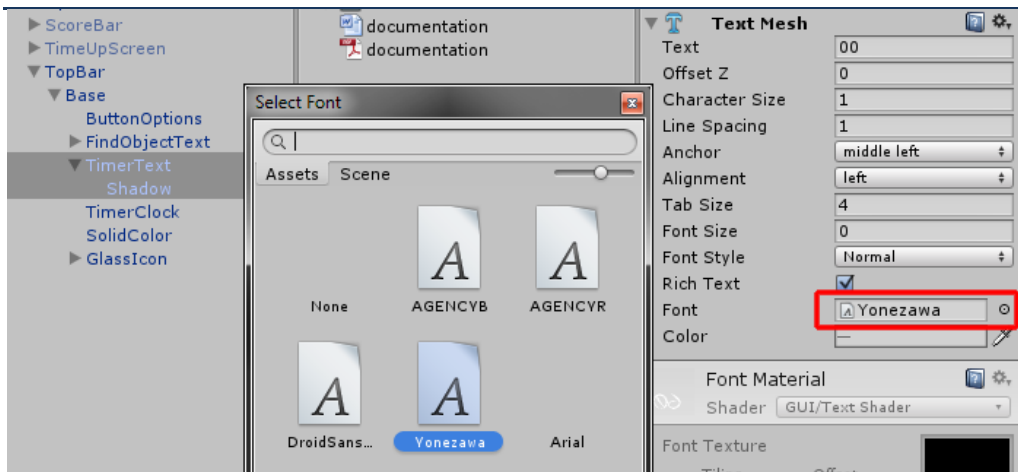 ScoreBar
TimeUpScreen
TopBar
Base
ButtonOptions
FindObjectText
TimerText
Shadow
TimerClock
SolidColor
GlassIcon
documentation
documentation
Select Font
Assets Scene
None AGENCYB AGENCYR
DroidSans... Yonezawa Arial
Text Mesh
Text 00
Offset Z 0
Character Size 1
Line Spacing 1
Anchor middle left
Alignment left
Tab Size 4
Font Size 0
Font Style Normal
Rich Text
Font Yonezawa
Color
Font Material
Shader GUI/Text Shader
Font Texture
Tiling Offset